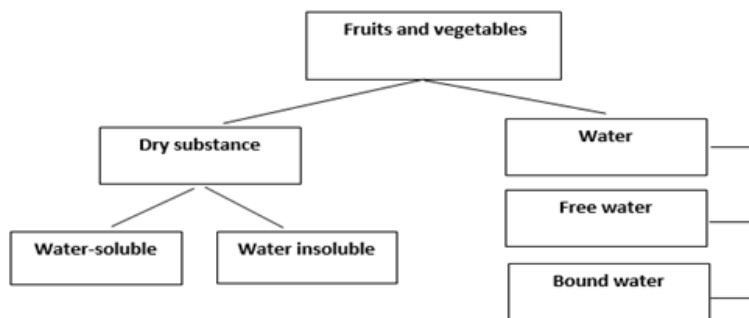 Fruits and vegetables
Dry substance
Water
Water-soluble
Water insoluble
Free water
Bound water